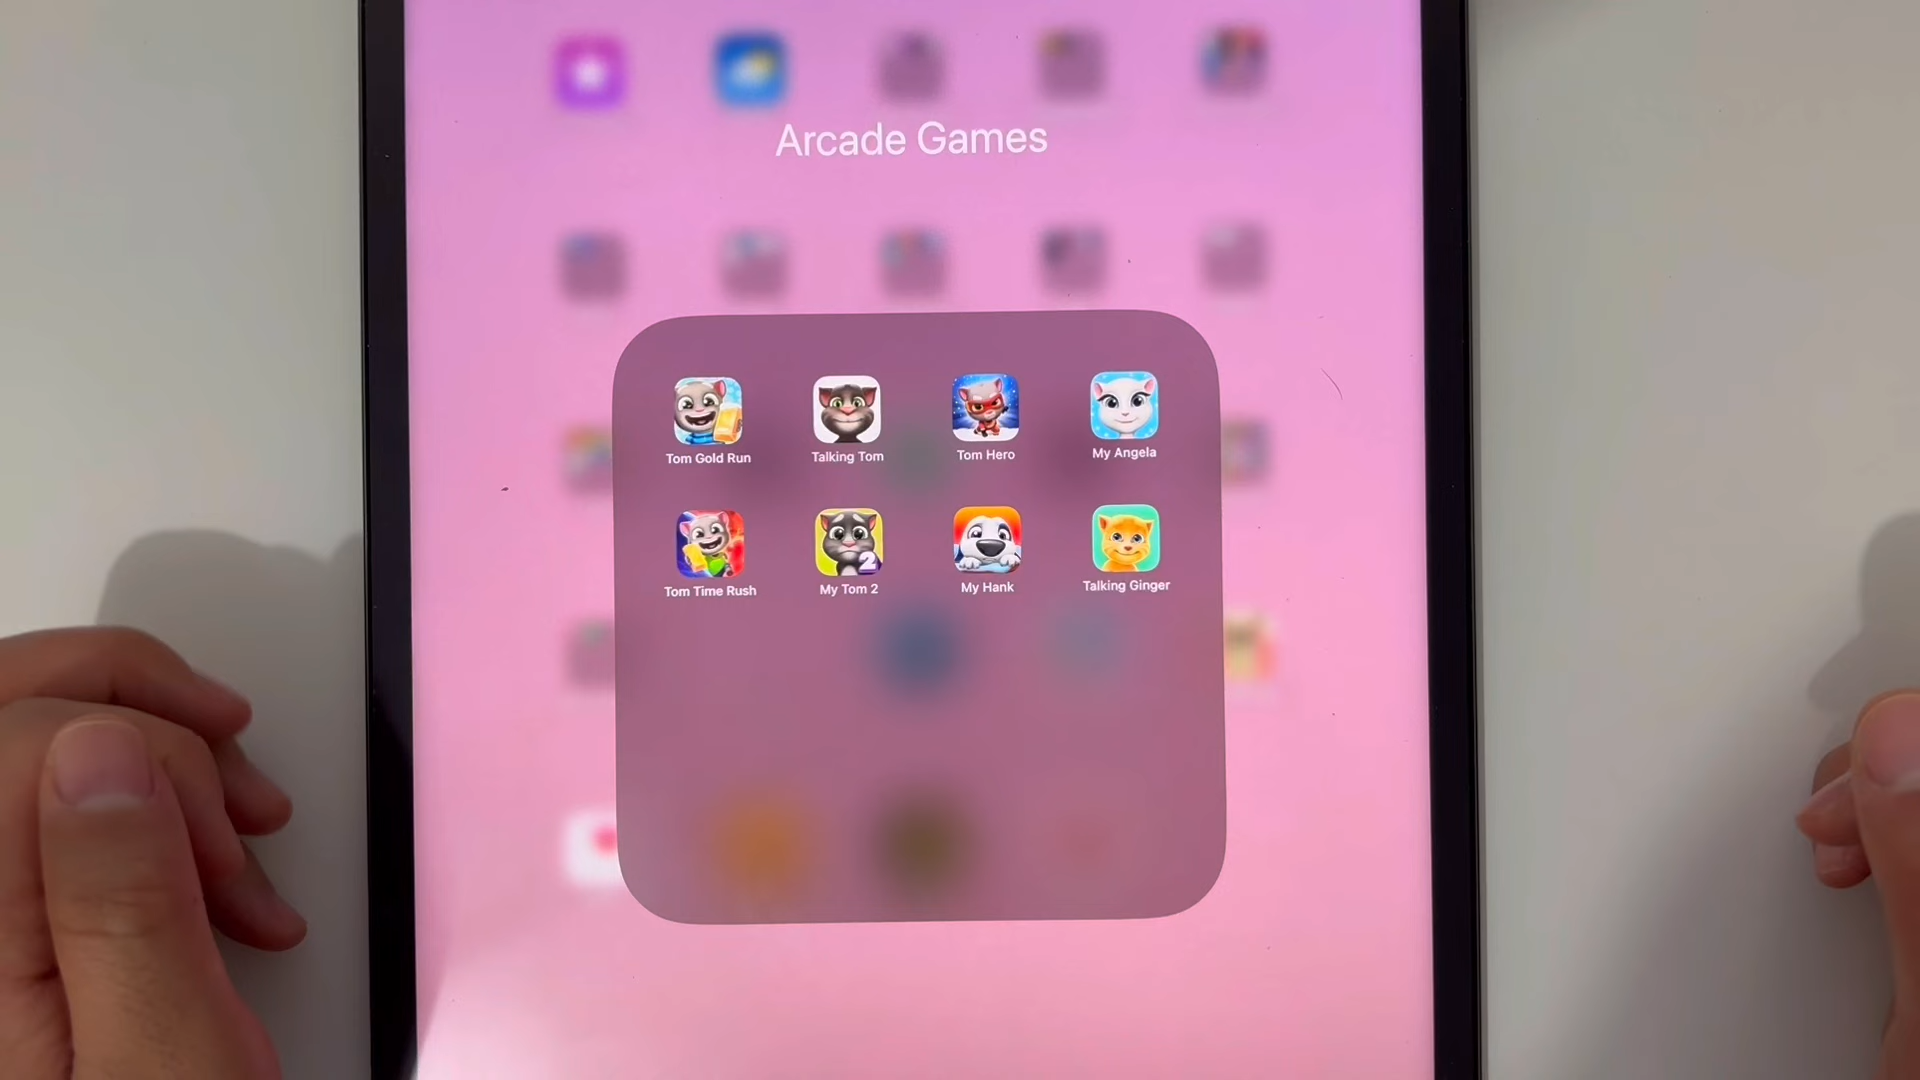 Arcade Games
Tom Gold Run
Talking Tom
Tom Hero
My Angela
Tom Time Rush
2
My Tom 2
My Hank
Talking Ginger